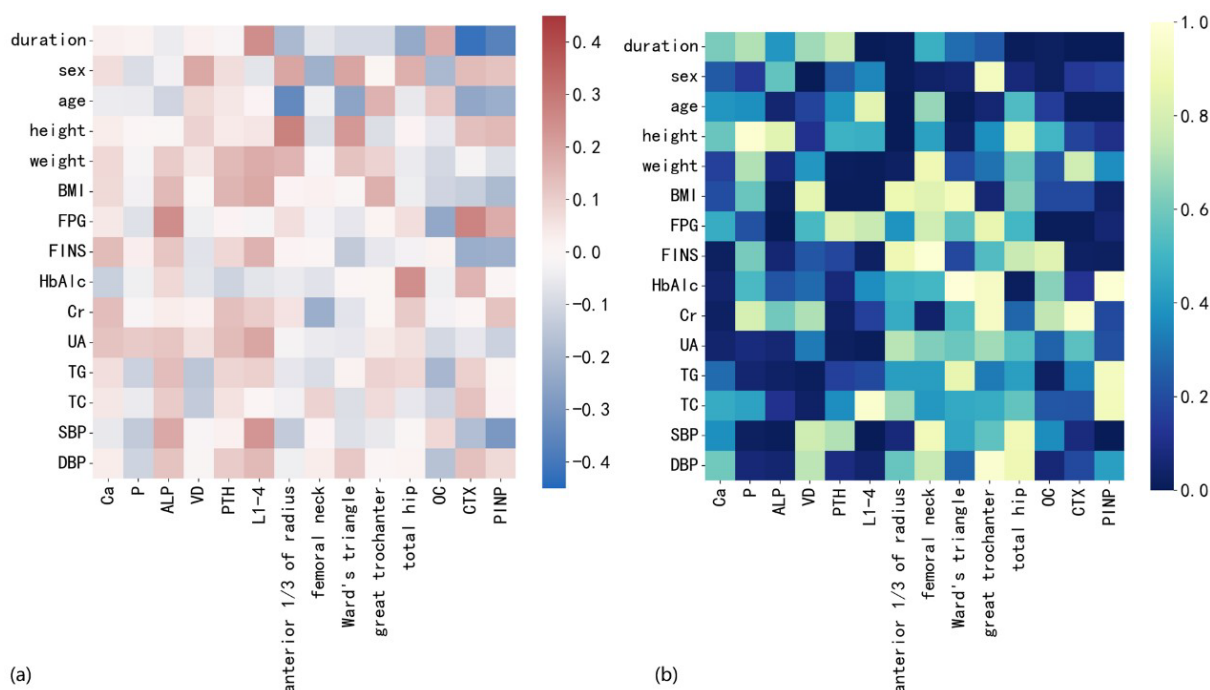 duration
sex
age
height
weight
BMI
FPG
FINS
HbAlc
Cr
UA
TG
TC
SBP
DBP
Ca
P
ALP
VD
PTH
L1-4
anterior 1/3 of radius
femoral neck
Ward's triangle
great trochanter
total hip
OC
CTX
PINP
0.4
0.3
0.2
0.1
0.0
−0.1
−0.2
−0.3
−0.4
(a)
duration
sex
age
height
weight
BMI
FPG
FINS
HbAlc
Cr
UA
TG
TC
SBP
DBP
Ca
P
ALP
VD
PTH
L1-4
anterior 1/3 of radius
femoral neck
Ward's triangle
great trochanter
total hip
OC
CTX
PINP
1.0
0.8
0.6
0.4
0.2
0.0
(b)